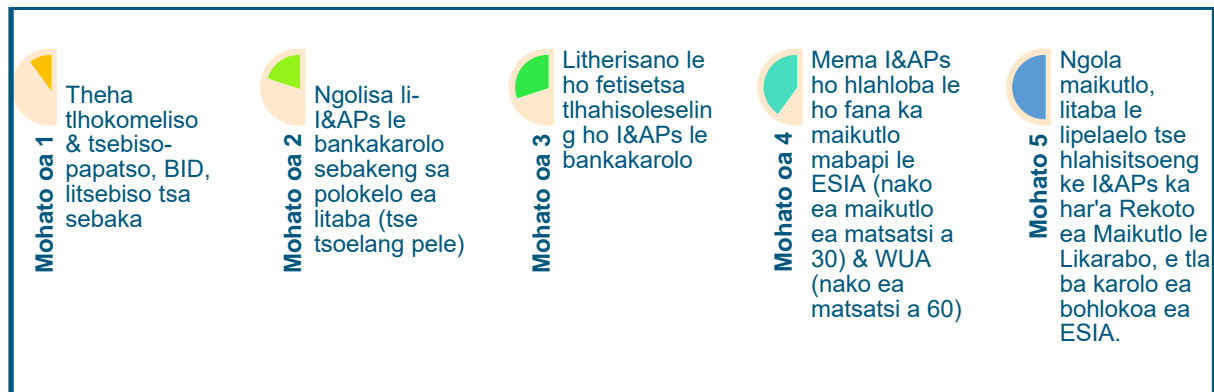 Mohato oa 1
Theha
tlhokomeliso
& tsebiso-
papatso, BID,
litsebiso tsa
sebaka
Mohato oa 2
Ngolisa li-
I&APs le
bankakarolo
sebakeng sa
polokelo ea
litaba (tse
tsoelang pele)
Mohato oa 3
Litherisano le
ho fetisetsa
tlhahisoleselin
g ho I&APs le
bankakarolo
Mohato oa 4
Mema I&APs
ho hlahloba le
ho fana ka
maikutlo
mabapi le
ESIA (nako
ea maikutlo
ea matsatsi a
30) & WUA
(nako ea
matsatsi a 60)
Mohato 5
Ngola
maikutlo,
litaba le
lipelaelo tse
hlahisitsoeng
ke I&APs ka
har'a Rekoto
ea Maikutlo le
Likarabo, e tla
ba karolo ea
bohlokoa ea
ESIA.